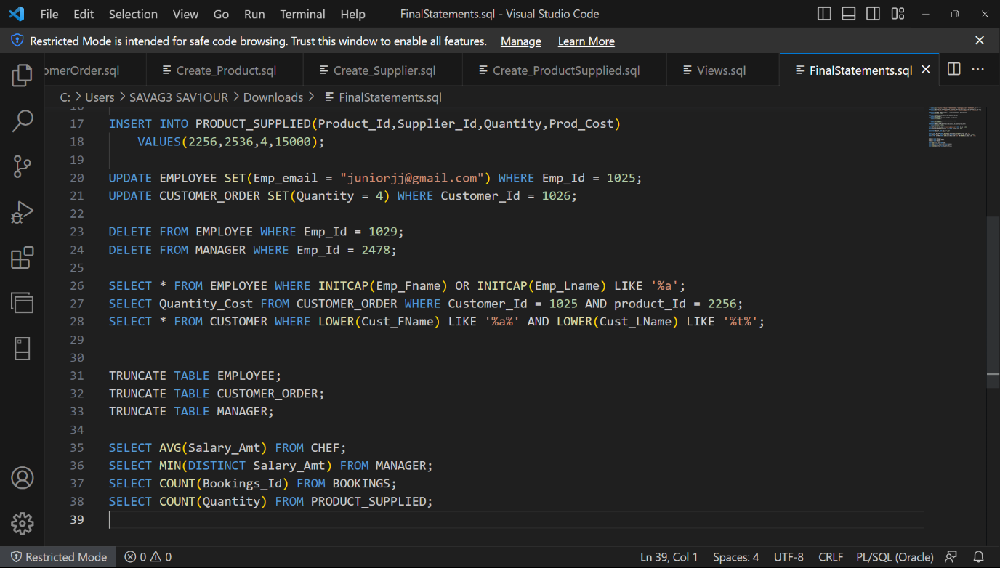 File Edit Selection View Go Run Terminal Help FinalStatements.sql - Visual Studio Code
Restricted Mode is intended for safe code browsing. Trust this window to enable all features. Manage Learn More
omerOrder.sql Create_Product.sql Create_Supplier.sql Create_ProductSupplied.sql Views.sql FinalStatements.sql
C: > Users > SAVAG3 SAV1OUR > Downloads > FinalStatements.sql
16
17 INSERT INTO PRODUCT_SUPPLIED(Product_Id,Supplier_Id,Quantity,Prod_Cost)
18 VALUES(2256,2536,4,15000);
19
20 UPDATE EMPLOYEE SET(Emp_email = "juniorjj@gmail.com") WHERE Emp_Id = 1025;
21 UPDATE CUSTOMER_ORDER SET(Quantity = 4) WHERE Customer_Id = 1026;
22
23 DELETE FROM EMPLOYEE WHERE Emp_Id = 1029;
24 DELETE FROM MANAGER WHERE Emp_Id = 2478;
25
26 SELECT * FROM EMPLOYEE WHERE INITCAP(Emp_Fname) OR INITCAP(Emp_Lname) LIKE '%a';
27 SELECT Quantity_Cost FROM CUSTOMER_ORDER WHERE Customer_Id = 1025 AND product_Id = 2256;
28 SELECT * FROM CUSTOMER WHERE LOWER(Cust_FName) LIKE '%a%' AND LOWER(Cust_LName) LIKE '%t%';
29
30
31 TRUNCATE TABLE EMPLOYEE;
32 TRUNCATE TABLE CUSTOMER_ORDER;
33 TRUNCATE TABLE MANAGER;
34
35 SELECT AVG(Salary_Amt) FROM CHEF;
36 SELECT MIN(DISTINCT Salary_Amt) FROM MANAGER;
37 SELECT COUNT(Bookings_Id) FROM BOOKINGS;
38 SELECT COUNT(Quantity) FROM PRODUCT_SUPPLIED;
39
Restricted Mode 0 0 Ln 39, Col 1 Spaces: 4 UTF-8 CRLF PL/SQL (Oracle)